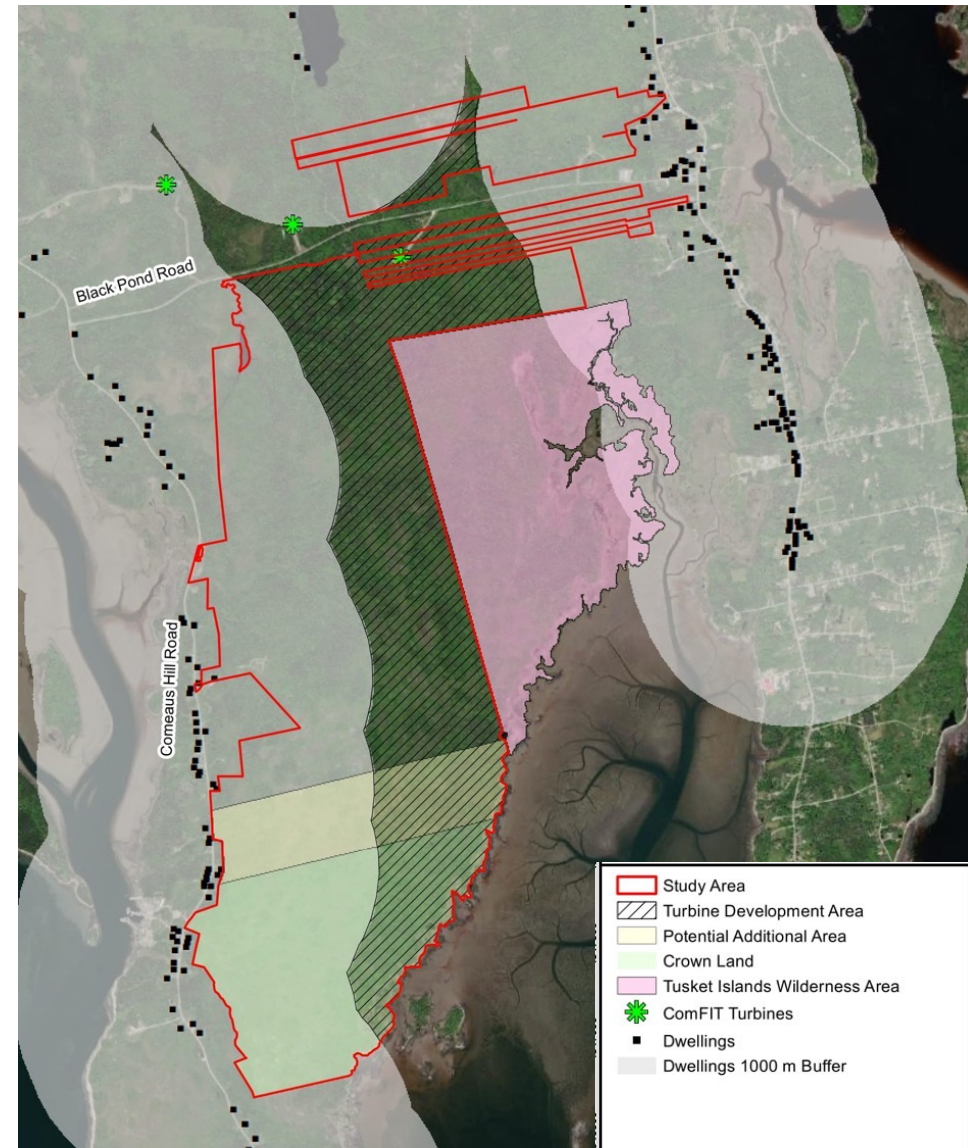 Black Pond Road
Comeaus Hill Road
Study Area
Turbine Development Area
Potential Additional Area
Crown Land
Tusket Islands Wilderness Area
ComFIT Turbines
Dwellings
Dwellings 1000 m Buffer